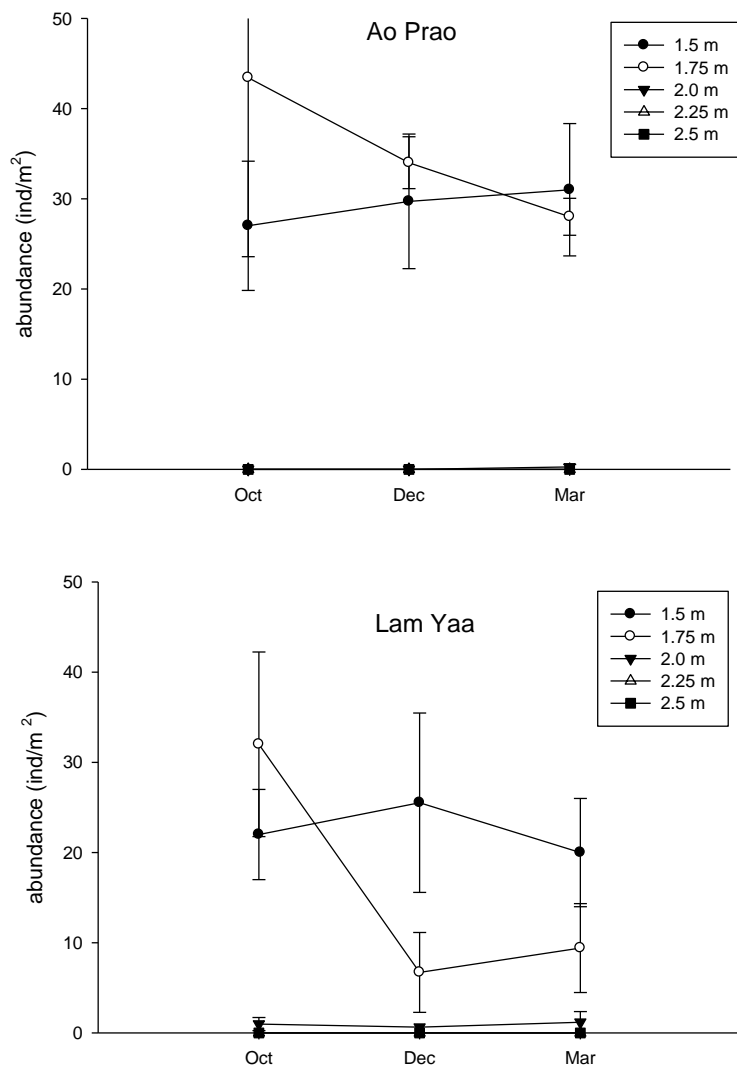 Ao Prao
50
40
30
20
10
0
abundance (ind/m²)
Oct Dec Mar
1.5 m
1.75 m
2.0 m
2.25 m
2.5 m
Lam Yaa
50
40
30
20
10
0
abundance (ind/m²)
Oct Dec Mar
1.5 m
1.75 m
2.0 m
2.25 m
2.5 m